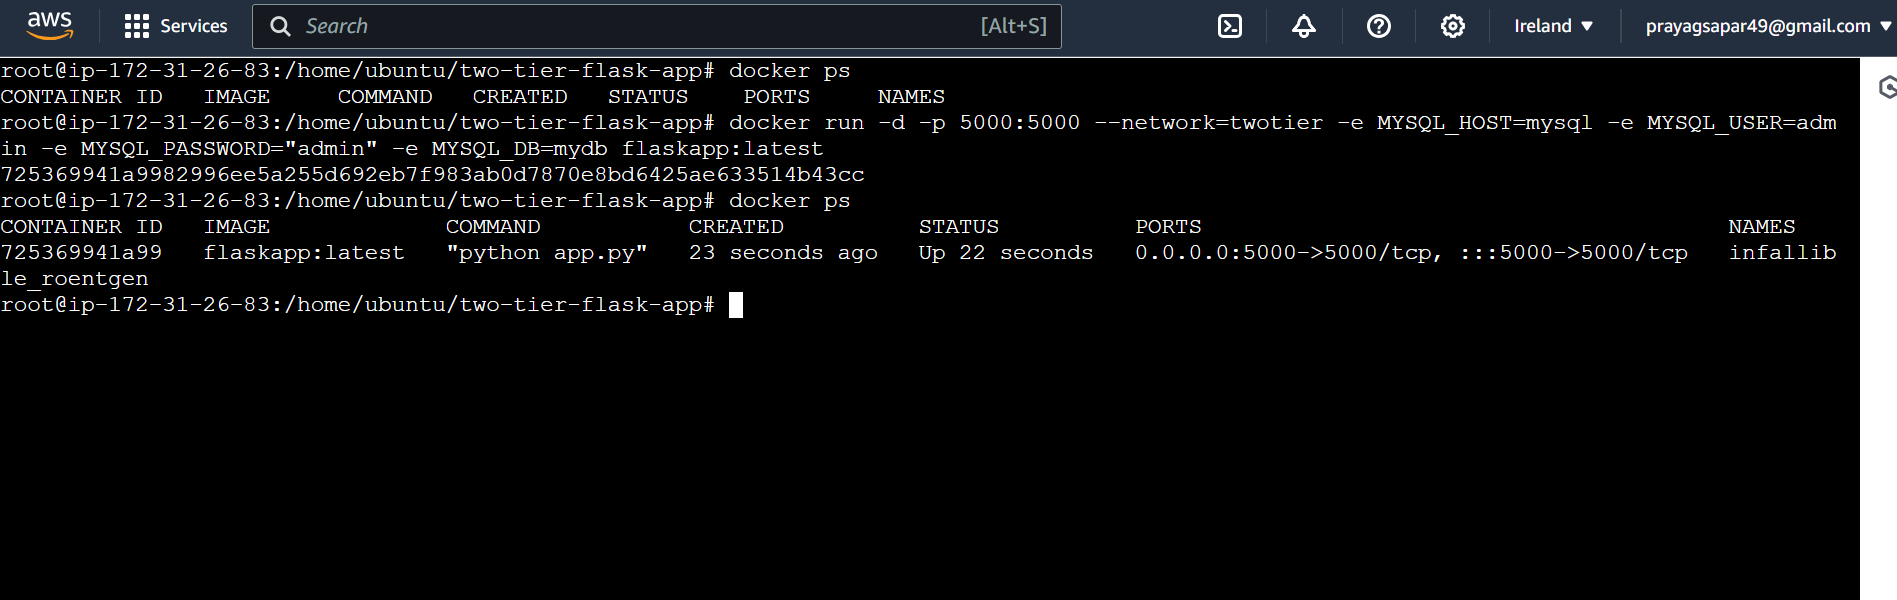 aws Services Search [Alt+S] Ireland prayagsapar49@gmail.com
root@ip-172-31-26-83:/home/ubuntu/two-tier-flask-app# docker ps
CONTAINER ID IMAGE COMMAND CREATED STATUS PORTS NAMES
root@ip-172-31-26-83:/home/ubuntu/two-tier-flask-app# docker run -d -p 5000:5000 --network=twotier -e MYSQL_HOST=mysql -e MYSQL_USER=adm
in -e MYSQL_PASSWORD="admin" -e MYSQL_DB=mydb flaskapp:latest
725369941a9982996ee5a255d692eb7f983ab0d7870e8bd6425ae633514b43cc
root@ip-172-31-26-83:/home/ubuntu/two-tier-flask-app# docker ps
CONTAINER ID IMAGE COMMAND CREATED STATUS PORTS NAMES
725369941a99 flaskapp:latest "python app.py" 23 seconds ago Up 22 seconds 0.0.0.0:5000->5000/tcp, :::5000->5000/tcp infallib
le_roentgen
root@ip-172-31-26-83:/home/ubuntu/two-tier-flask-app#